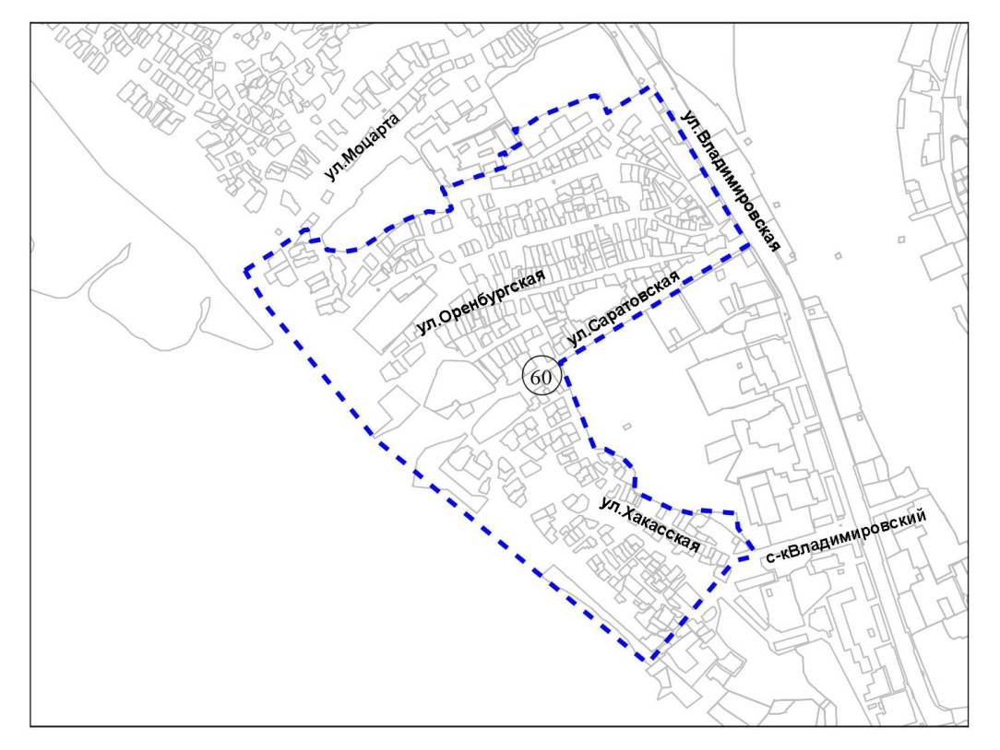 ул.Моцарта
ул.Владимировская
ул.Оренбургская
ул.Саратовская
60
ул.Хакасская
с-кВладимировский